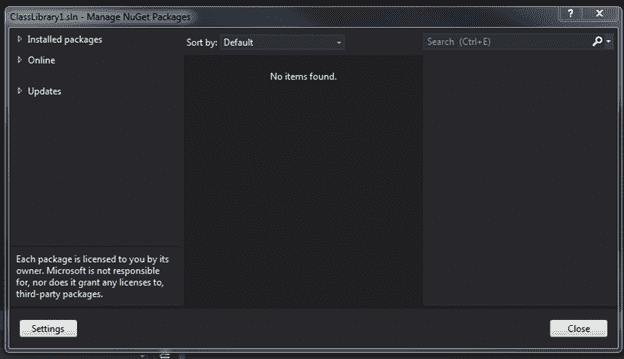 ClassLibrary1.sln - Manage NuGet Packages
Installed packages
Online
Updates
Sort by: Default
Search (Ctrl+E)
No items found.
Each package is licensed to you by its
owner. Microsoft is not responsible
for, nor does it grant any licenses to,
third-party packages.
Settings
Close